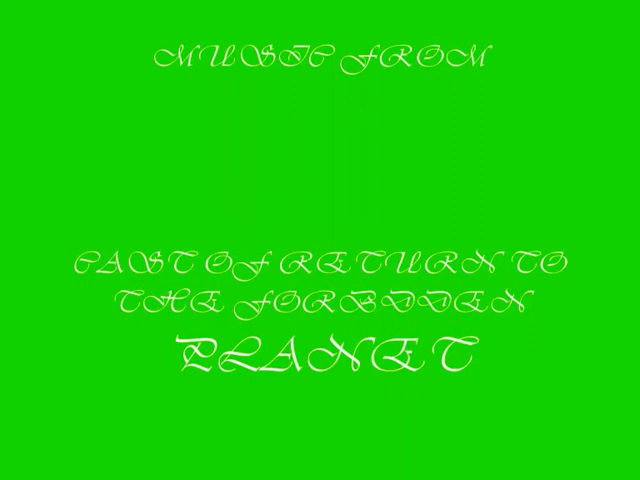 MUSIC FROM
CAST OF RETURN TO
THE FORBDDEN
PLANET